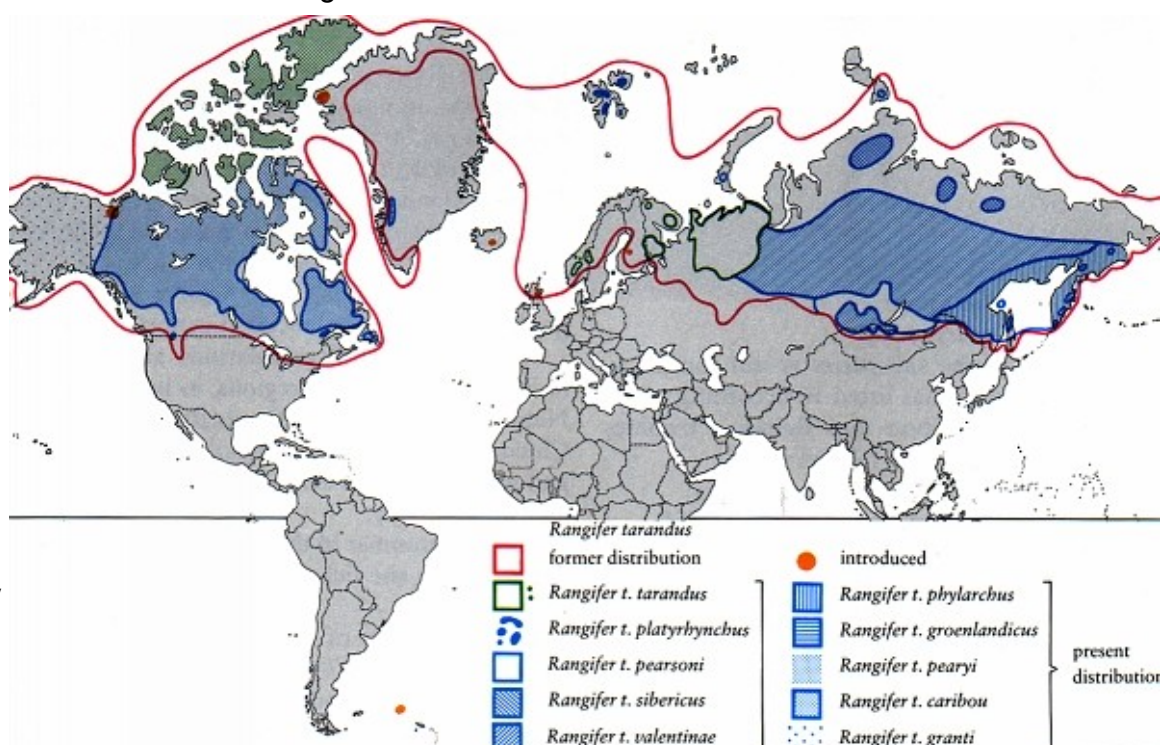 Rangifer tarandus
former distribution
Rangifer t. tarandus
Rangifer t. platyrhynchus
Rangifer t. pearsoni
Rangifer t. sibericus
Rangifer t. valentinae
introduced
Rangifer t. phylarchus
Rangifer t. groenlandicus
Rangifer t. pearyi
Rangifer t. caribou
Rangifer t. granti
present
distribution